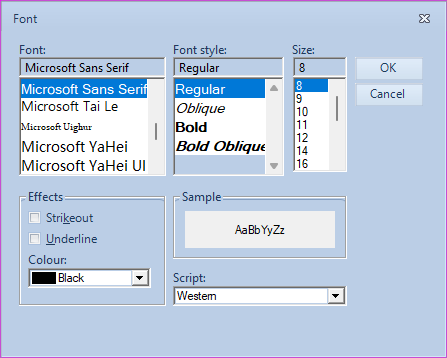 Font
Font:
Font style:
Size:
Microsoft Sans Serif
Regular
8
OK
Cancel
Microsoft Sans Serif
Microsoft Tai Le
Microsoft Uighur
Microsoft YaHei
Microsoft YaHei UI
Regular
Oblique
Bold
Bold Oblique
8
9
10
11
12
14
16
Effects
Strikeout
Underline
Colour:
Black
Sample
AaBbYyZz
Script:
Western